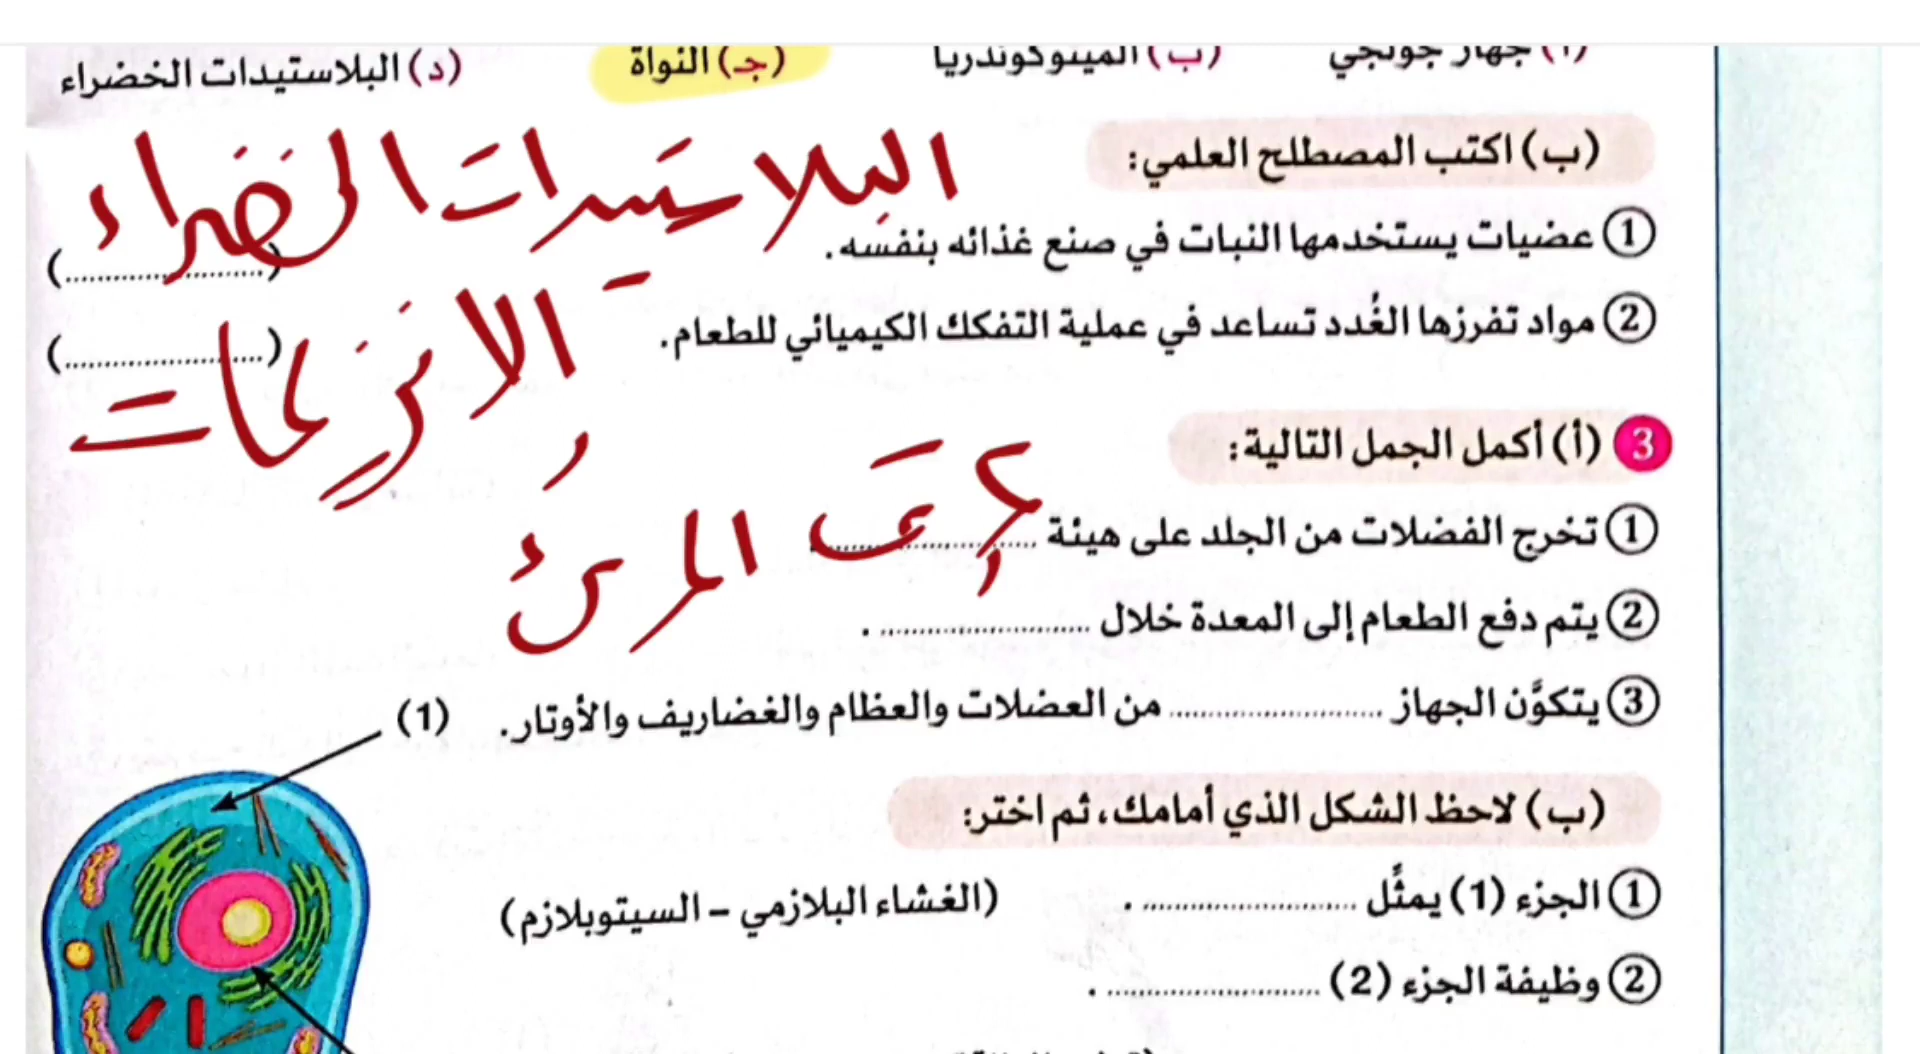 (أ) جهاز جولجي (ب) الميتوكوندريا (جـ) النواة (د) البلاستيدات الخضراء
(ب) اكتب المصطلح العلمي:
البلاستيدات الخضراء
① عضيات يستخدمها النبات في صنع غذائه بنفسه. (........................)
② مواد تفرزها الغُدد تساعد في عملية التفكك الكيميائي للطعام. (........................)
الانزيمات
3 (أ) أكمل الجمل التالية:
① تخرج الفضلات من الجلد على هيئة ........................ عرق
② يتم دفع الطعام إلى المعدة خلال ........................ .
المرئ
③ يتكوَّن الجهاز ........................ من العضلات والعظام والغضاريف والأوتار.
(1)
(ب) لاحظ الشكل الذي أمامك، ثم اختر:
① الجزء (1) يمثِّل ........................ . (الغشاء البلازمي – السيتوبلازم)
② وظيفة الجزء (2) ........................ .